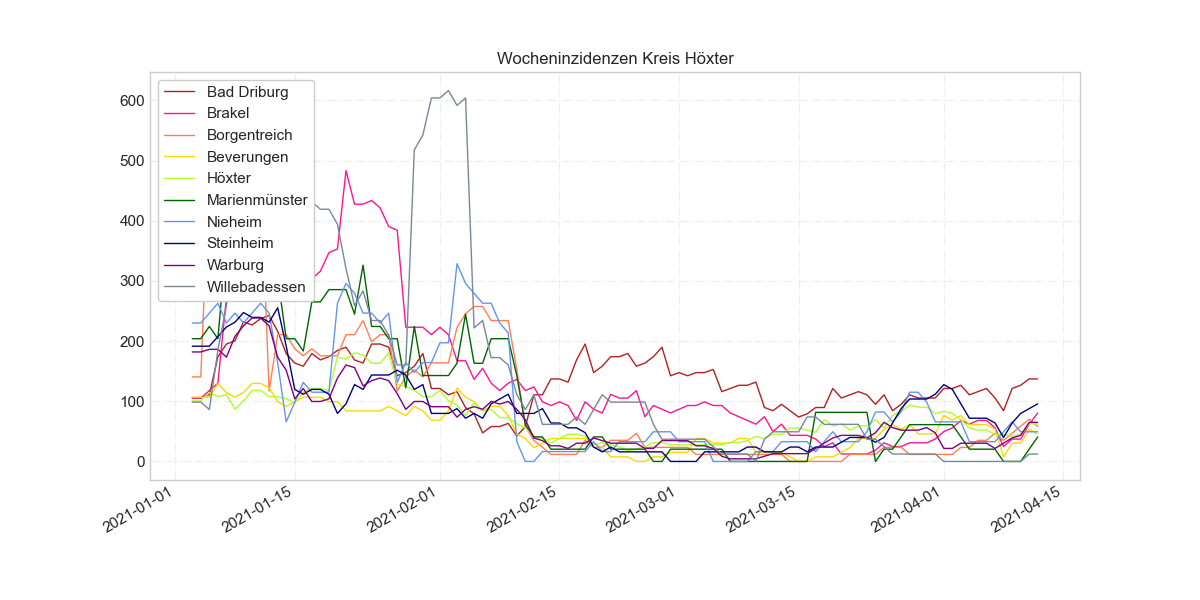 Wocheninzidenzen Kreis Höxter
600
500
400
300
200
100
0
Bad Driburg
Brakel
Borgentreich
Beverungen
Höxter
Marienmünster
Nieheim
Steinheim
Warburg
Willebadessen
2021-01-01
2021-01-15
2021-02-01
2021-02-15
2021-03-01
2021-03-15
2021-04-01
2021-04-15